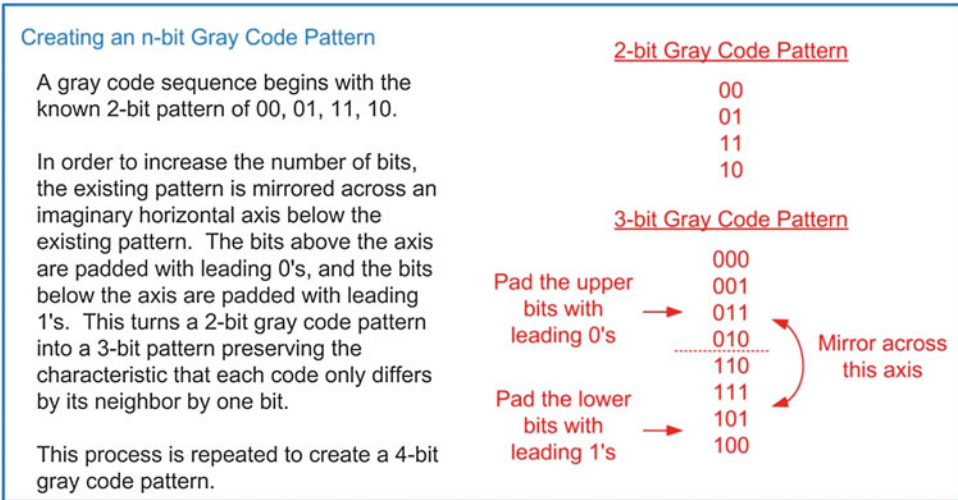 Creating an n-bit Gray Code Pattern
A gray code sequence begins with the
known 2-bit pattern of 00, 01, 11, 10.
In order to increase the number of bits,
the existing pattern is mirrored across an
imaginary horizontal axis below the
existing pattern. The bits above the axis
are padded with leading 0's, and the bits
below the axis are padded with leading
1's. This turns a 2-bit gray code pattern
into a 3-bit pattern preserving the
characteristic that each code only differs
by its neighbor by one bit.
This process is repeated to create a 4-bit
gray code pattern.
2-bit Gray Code Pattern
00
01
11
10
3-bit Gray Code Pattern
000
001
011
010
110
111
101
100
Pad the upper
bits with
leading 0's
Pad the lower
bits with
leading 1's
Mirror across
this axis